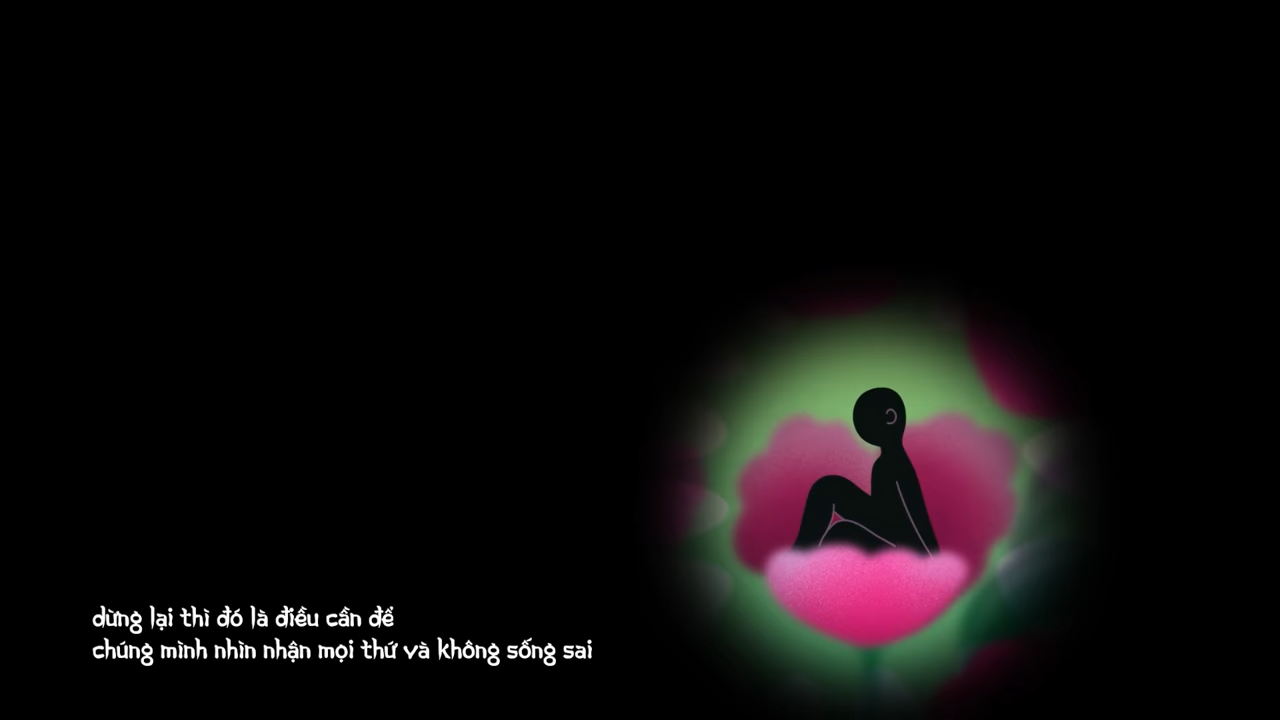 dừng lại thì đó là điều cần để
chúng mình nhìn nhận mọi thứ và không sống sai